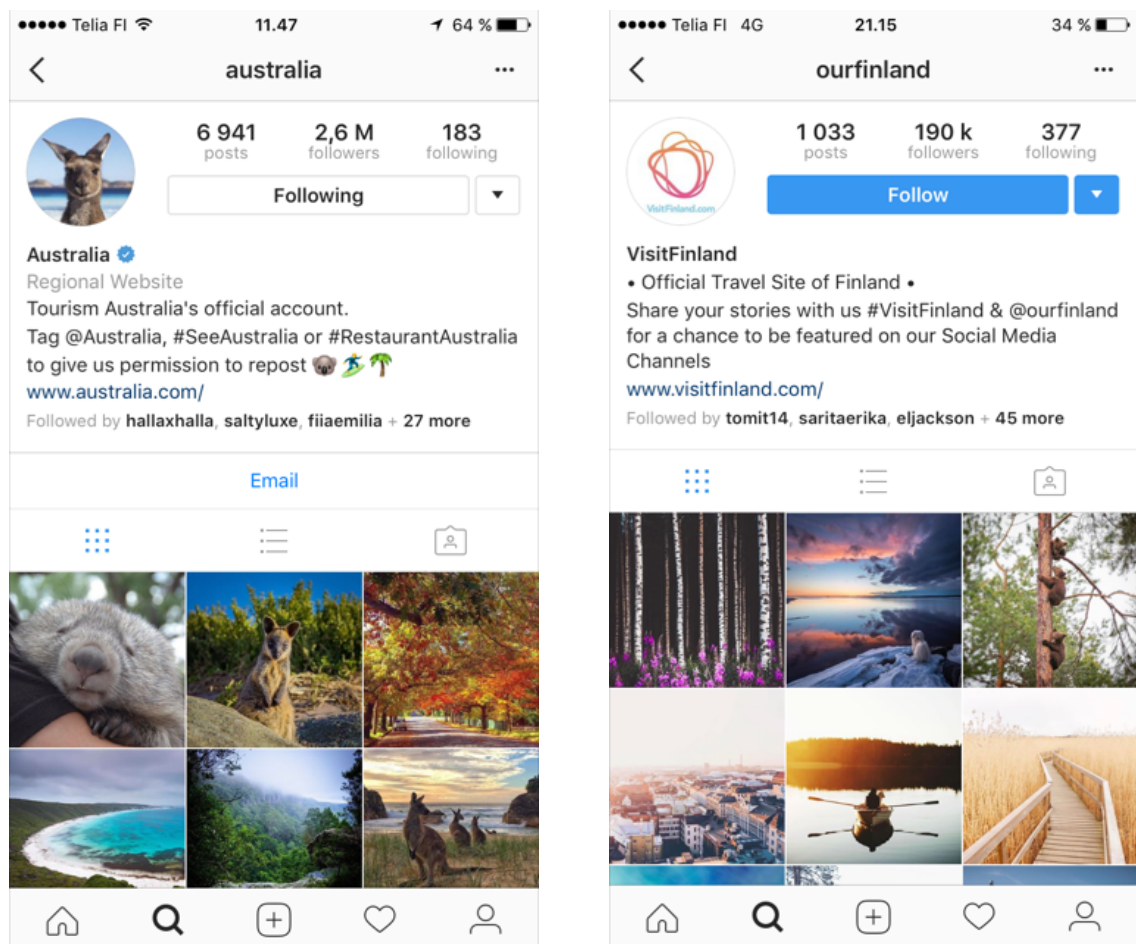 ●●●●● Telia FI 11.47 64 %
australia
6 941 2,6 M 183
posts followers following
Following
Australia
Regional Website
Tourism Australia's official account.
Tag @Australia, #SeeAustralia or #RestaurantAustralia
to give us permission to repost 🐨🏄🌴
www.australia.com/
Followed by hallaxhalla, saltyluxe, fiiaemilia + 27 more
Email
●●●●● Telia FI 4G 21.15 34 %
ourfinland
1 033 190 k 377
posts followers following
VisitFinland.com
Follow
VisitFinland
• Official Travel Site of Finland •
Share your stories with us #VisitFinland & @ourfinland
for a chance to be featured on our Social Media
Channels
www.visitfinland.com/
Followed by tomit14, saritaerika, eljackson + 45 more